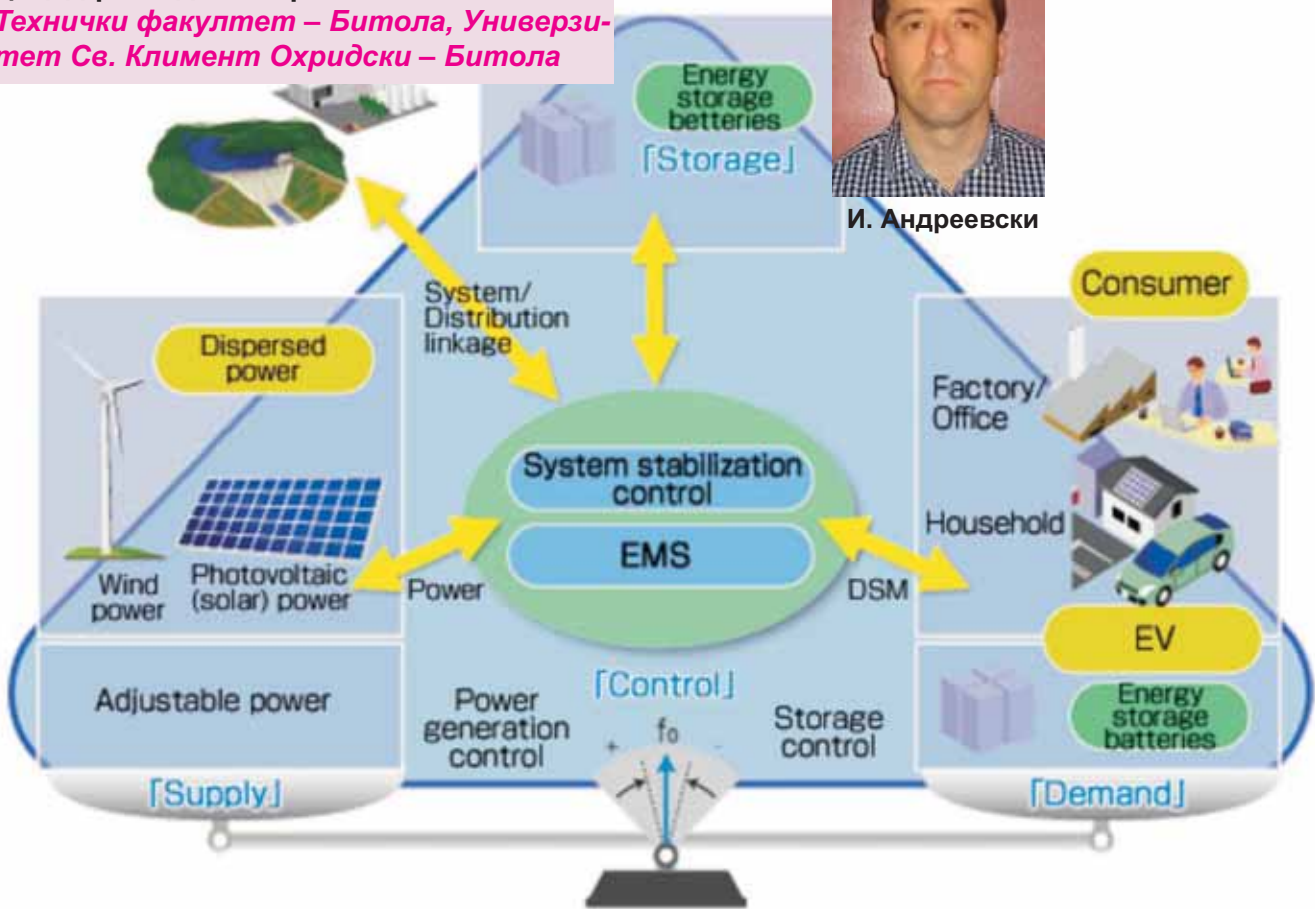 Технички факултет – Битола, Универзи-
тет Св. Климент Охридски – Битола
Energy
storage
betteries
「Storage」
И. Андреевски
System/
Distribution
linkage
Consumer
Dispersed
power
Factory/
Office
System stabilization
control
EMS
Household
Wind
power
Photovoltaic
(solar) power
Power
DSM
EV
Adjustable power
Power
generation
control
「Control」
+ f₀ -
Storage
control
Energy
storage
batteries
「Supply」
「Demand」